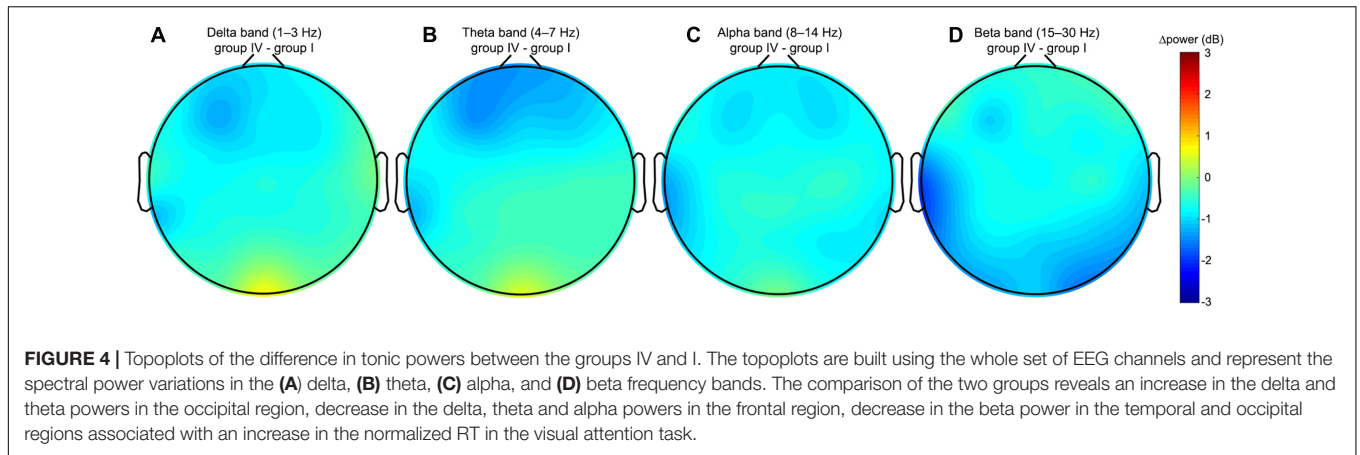 A
Delta band (1–3 Hz)
group IV - group I
B
Theta band (4–7 Hz)
group IV - group I
C
Alpha band (8–14 Hz)
group IV - group I
D
Beta band (15–30 Hz)
group IV - group I
Δpower (dB)
3
2
1
0
-1
-2
-3
FIGURE 4 | Topoplots of the difference in tonic powers between the groups IV and I. The topoplots are built using the whole set of EEG channels and represent the
spectral power variations in the (A) delta, (B) theta, (C) alpha, and (D) beta frequency bands. The comparison of the two groups reveals an increase in the delta and
theta powers in the occipital region, decrease in the delta, theta and alpha powers in the frontal region, decrease in the beta power in the temporal and occipital
regions associated with an increase in the normalized RT in the visual attention task.